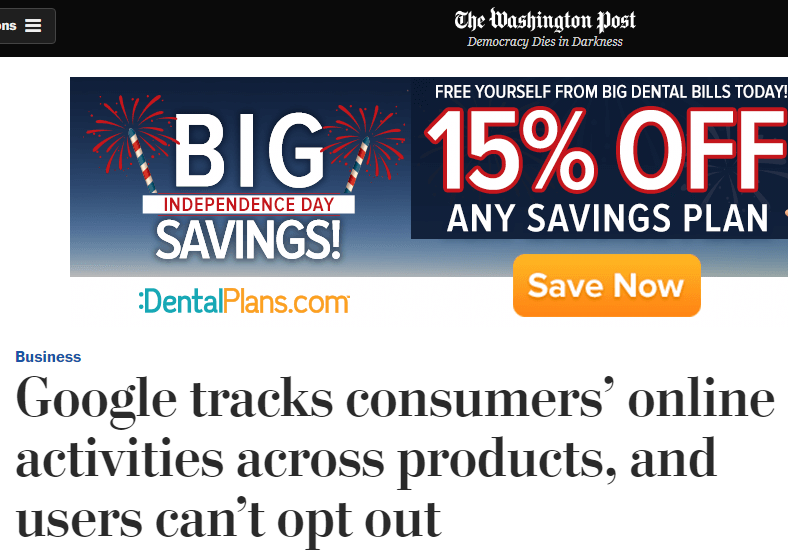 ons
The Washington Post
Democracy Dies in Darkness
BIG
INDEPENDENCE DAY
SAVINGS!
FREE YOURSELF FROM BIG DENTAL BILLS TODAY!
15% OFF
ANY SAVINGS PLAN
:DentalPlans.com
Save Now
Business
Google tracks consumers’ online
activities across products, and
users can’t opt out